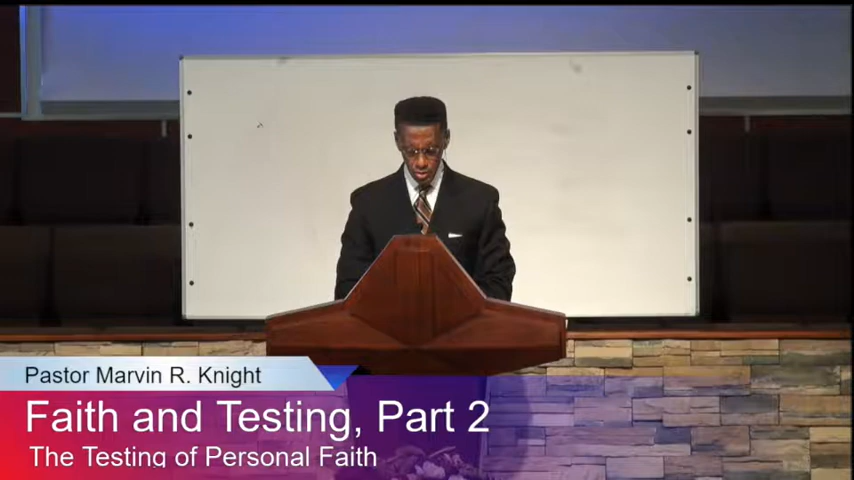 Pastor Marvin R. Knight
Faith and Testing, Part 2
The Testing of Personal Faith